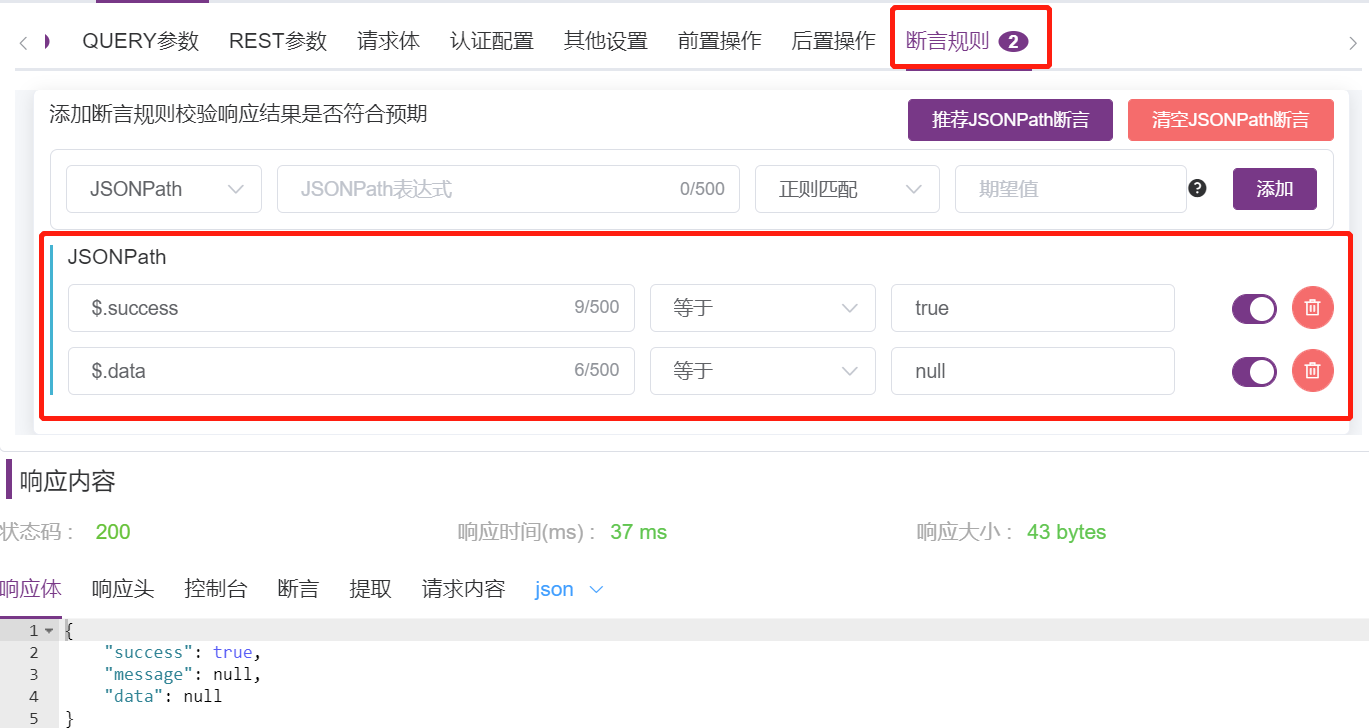 QUERY参数 REST参数 请求体 认证配置 其他设置 前置操作 后置操作 断言规则 2
添加断言规则校验响应结果是否符合预期 推荐JSONPath断言 清空JSONPath断言
JSONPath JSONPath表达式 0/500 正则匹配 期望值 ? 添加
JSONPath
$.success 9/500 等于 true
$.data 6/500 等于 null
响应内容
状态码： 200 响应时间(ms)： 37 ms 响应大小： 43 bytes
响应体 响应头 控制台 断言 提取 请求内容 json
1 {
2 "success": true,
3 "message": null,
4 "data": null
5 }